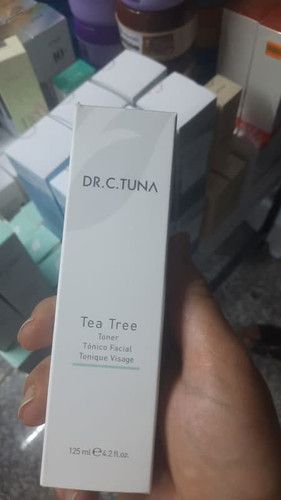 DR.C.TUNA
Tea Tree
Toner
Tónico Facial
Tonique Visage
125 ml ℮ 4.2 fl.oz.